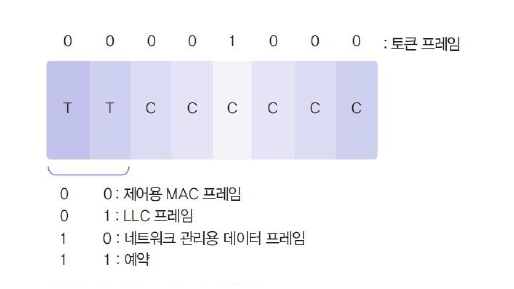 0 0 0 0 1 0 0 0 : 토큰 프레임
T T C C C C C C
0 0 : 제어용 MAC 프레임
0 1 : LLC 프레임
1 0 : 네트워크 관리용 데이터 프레임
1 1 : 예약